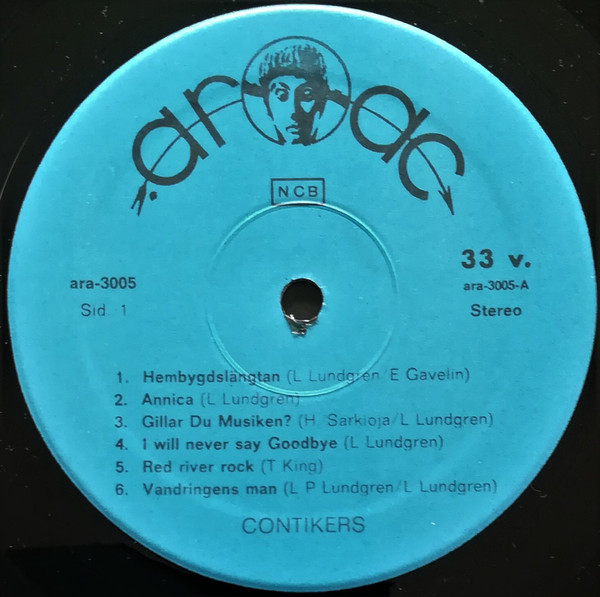 ar ac
NCB
33 v.
ara-3005
ara-3005-A
Sid 1
Stereo
1. Hembygdslängtan (L Lundgren/E Gavelin)
2. Annica (L Lundgren)
3. Gillar Du Musiken? (H Sarkioja/L Lundgren)
4. I will never say Goodbye (L Lundgren)
5. Red river rock (T King)
6. Vandringens man (L P Lundgren/L Lundgren)
CONTIKERS